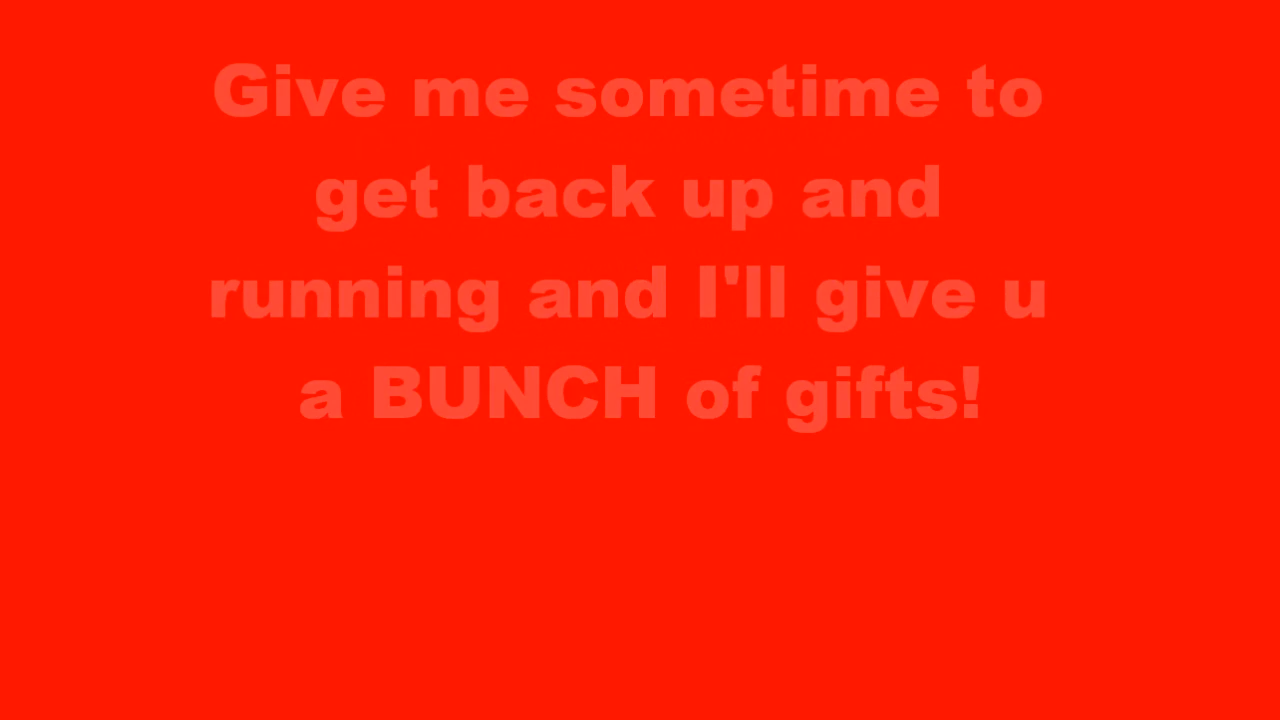 Give me sometime to
get back up and
running and I'll give u
a BUNCH of gifts!